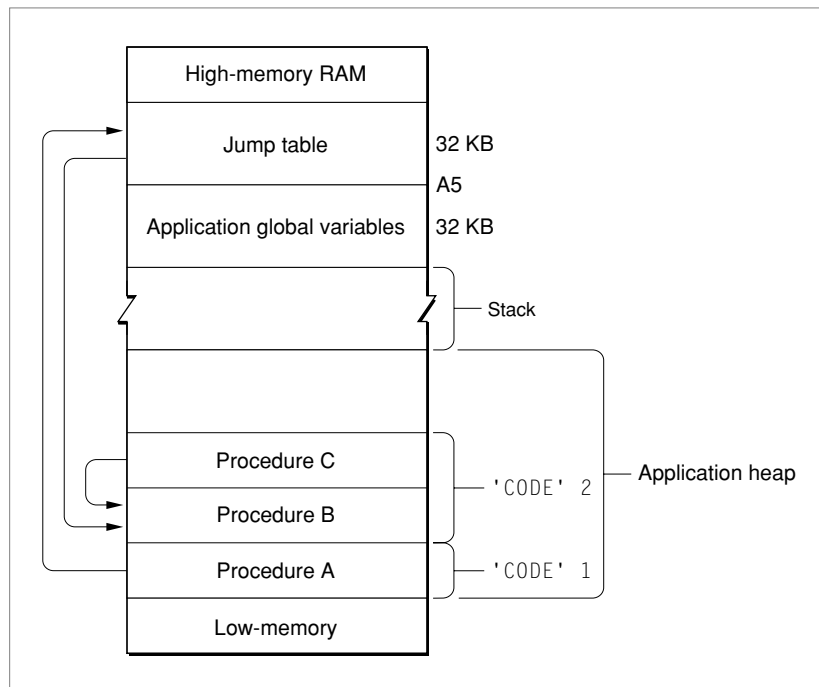 High-memory RAM
Jump table
32 KB
A5
Application global variables
32 KB
Stack
Procedure C
'CODE' 2
Application heap
Procedure B
Procedure A
'CODE' 1
Low-memory